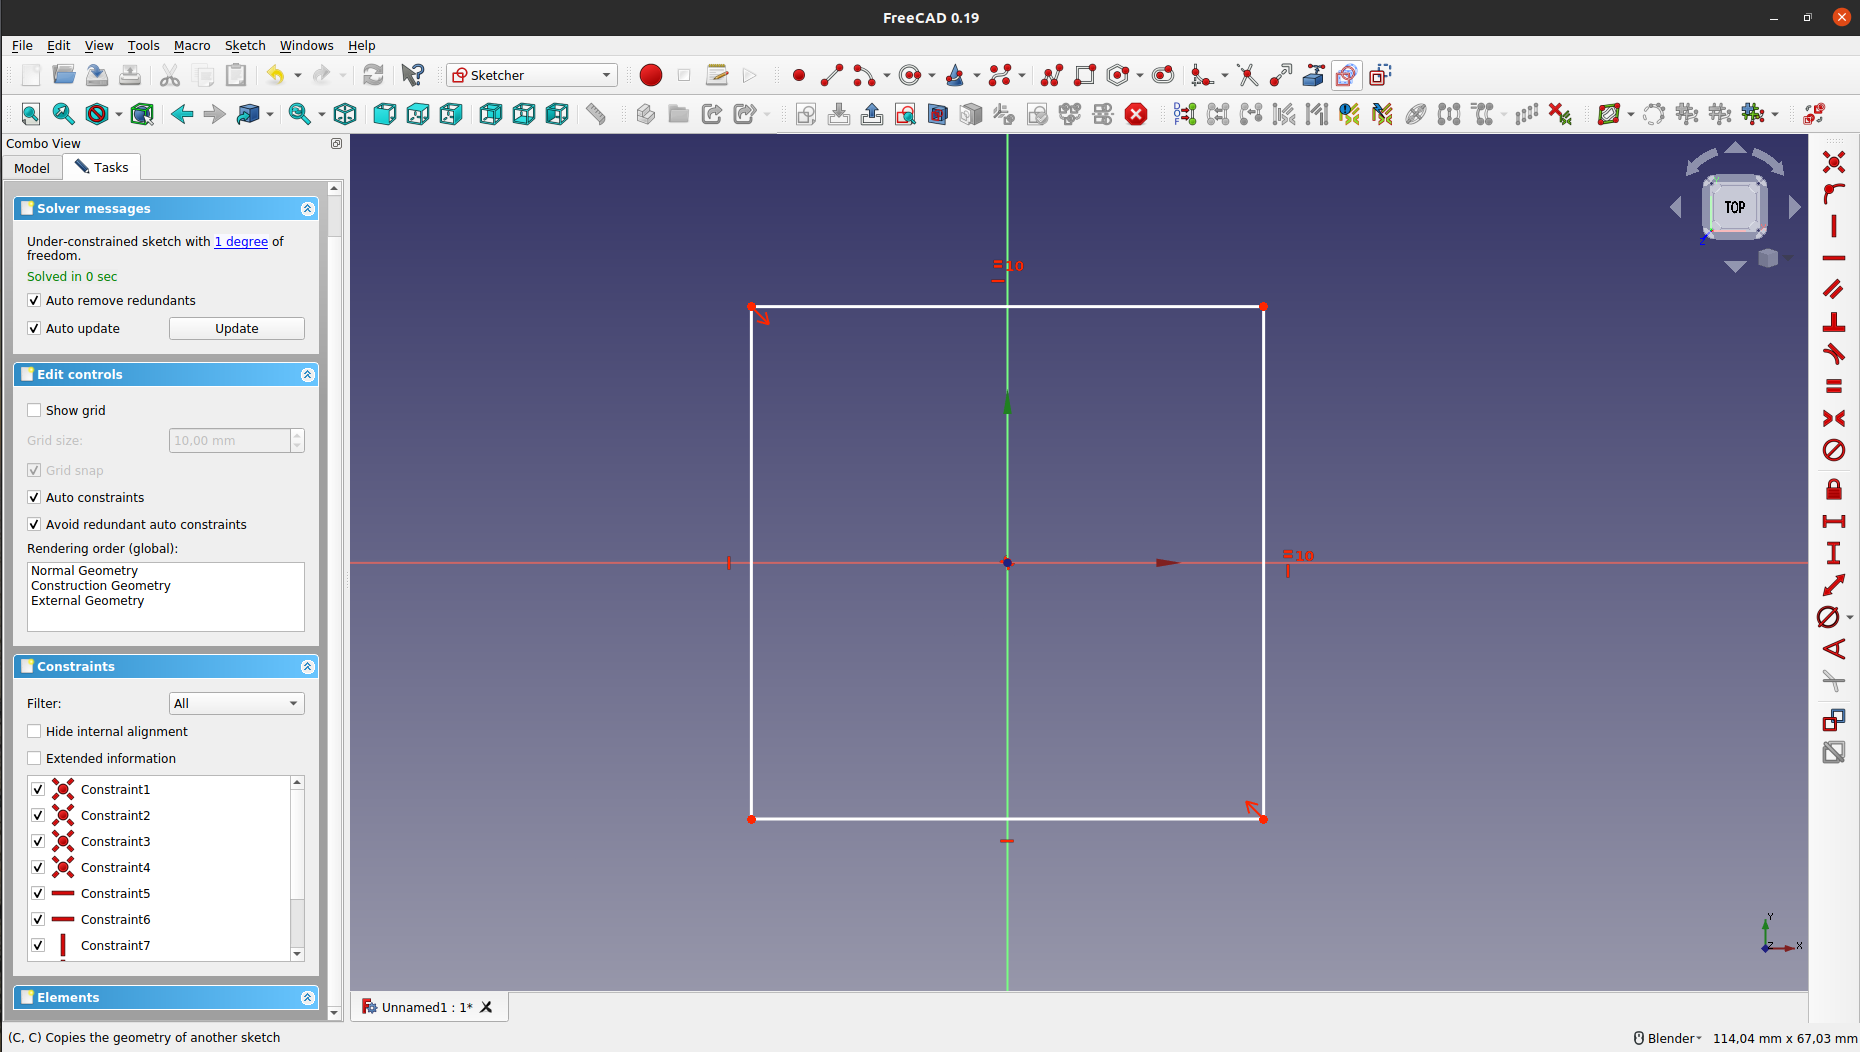 FreeCAD 0.19
File Edit View Tools Macro Sketch Windows Help
Sketcher
Combo View
Model Tasks
Solver messages
Under-constrained sketch with 1 degree of
freedom.
Solved in 0 sec
Auto remove redundants
Auto update Update
Edit controls
Show grid
Grid size: 10,00 mm
Grid snap
Auto constraints
Avoid redundant auto constraints
Rendering order (global):
Normal Geometry
Construction Geometry
External Geometry
Constraints
Filter: All
Hide internal alignment
Extended information
Constraint1
Constraint2
Constraint3
Constraint4
Constraint5
Constraint6
Constraint7
Elements
10
10
TOP
Z
Y
Z
X
Unnamed1 : 1*
(C, C) Copies the geometry of another sketch
Blender
114,04 mm x 67,03 mm